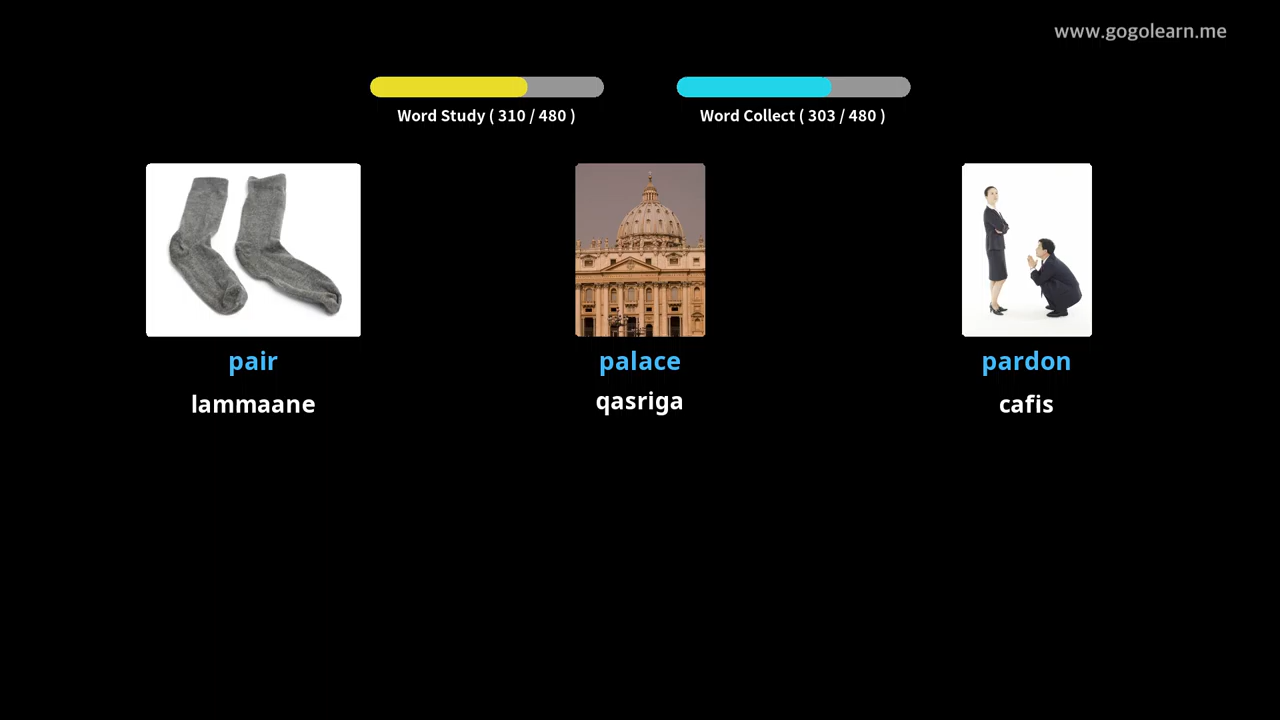 www.gogolearn.me
Word Study ( 310 / 480 )
Word Collect ( 303 / 480 )
pair
palace
pardon
lammaane
qasriga
cafis